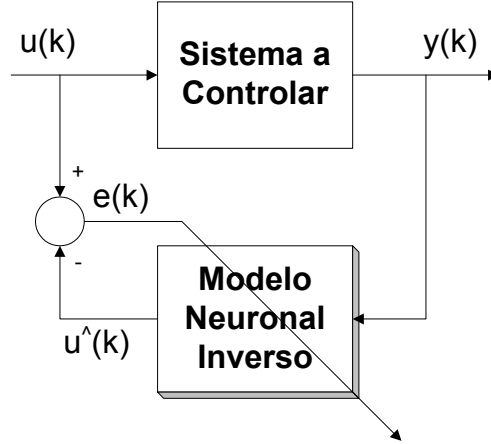 u(k)
Sistema a
Controlar
y(k)
+
e(k)
-
Modelo
Neuronal
Inverso
u^(k)